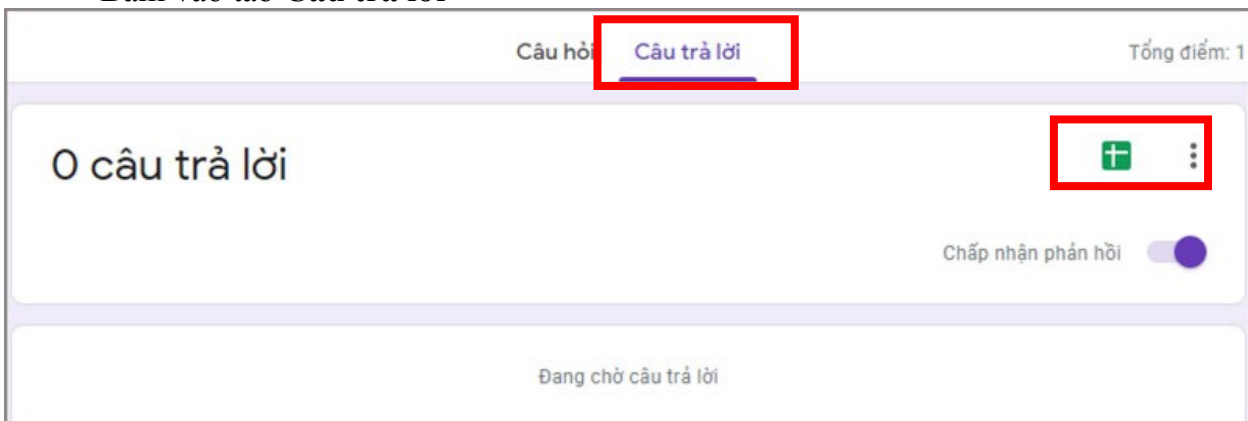 Câu hỏi Câu trả lời Tổng điểm: 1
0 câu trả lời
Chấp nhận phản hồi
Đang chờ câu trả lời